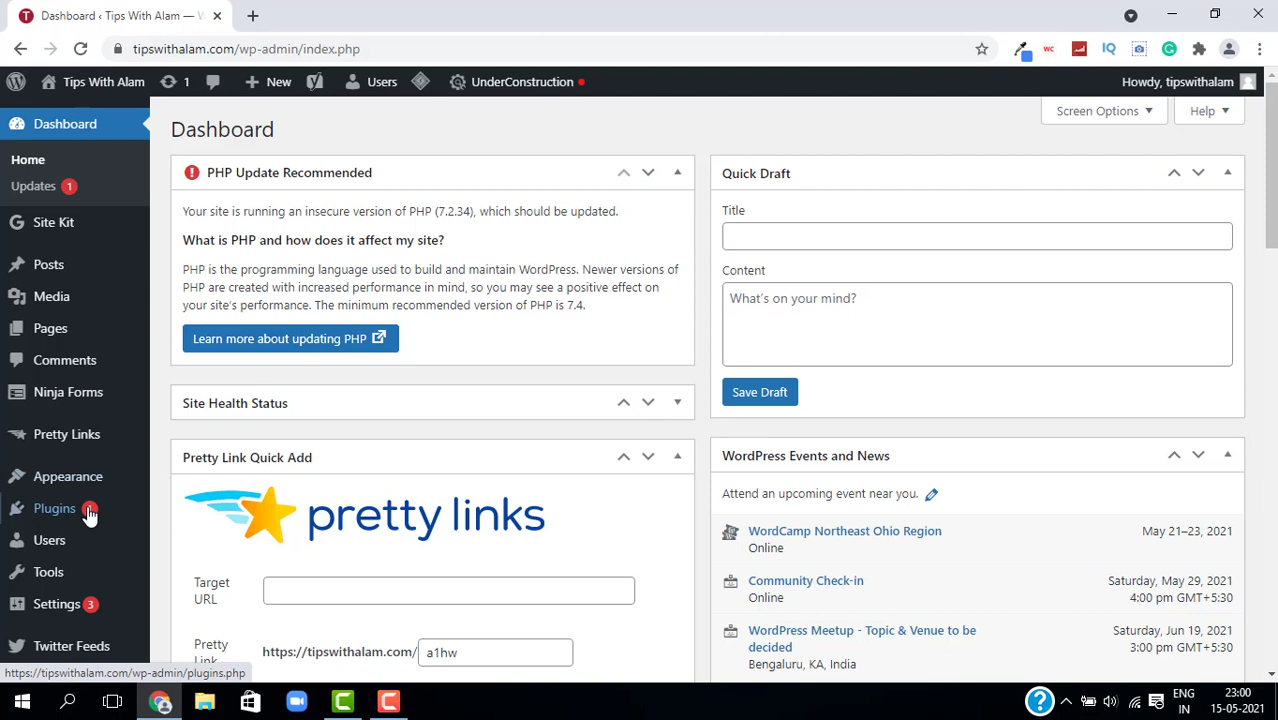 Dashboard ‹ Tips With Alam — W
tipswithalam.com/wp-admin/index.php
Tips With Alam 1 New Users UnderConstruction Howdy, tipswithalam
Dashboard
Home
Updates 1
Site Kit
Posts
Media
Pages
Comments
Ninja Forms
Pretty Links
Appearance
Plugins
Users
Tools
Settings 3
Twitter Feeds
https://tipswithalam.com/wp-admin/plugins.php
Screen Options Help
Dashboard
PHP Update Recommended
Your site is running an insecure version of PHP (7.2.34), which should be updated.
What is PHP and how does it affect my site?
PHP is the programming language used to build and maintain WordPress. Newer versions of
PHP are created with increased performance in mind, so you may see a positive effect on
your site's performance. The minimum recommended version of PHP is 7.4.
Learn more about updating PHP
Site Health Status
Pretty Link Quick Add
pretty links
Target
URL
Pretty
Link
https://tipswithalam.com/ a1hw
Quick Draft
Title
Content
What's on your mind?
Save Draft
WordPress Events and News
Attend an upcoming event near you.
WordCamp Northeast Ohio Region May 21–23, 2021
Online
Community Check-in Saturday, May 29, 2021
Online 4:00 pm GMT+5:30
WordPress Meetup - Topic & Venue to be Saturday, Jun 19, 2021
decided 7:00 pm GMT+5:30
Bengaluru, KA, India
ENG 23:00
IN 15-05-2021